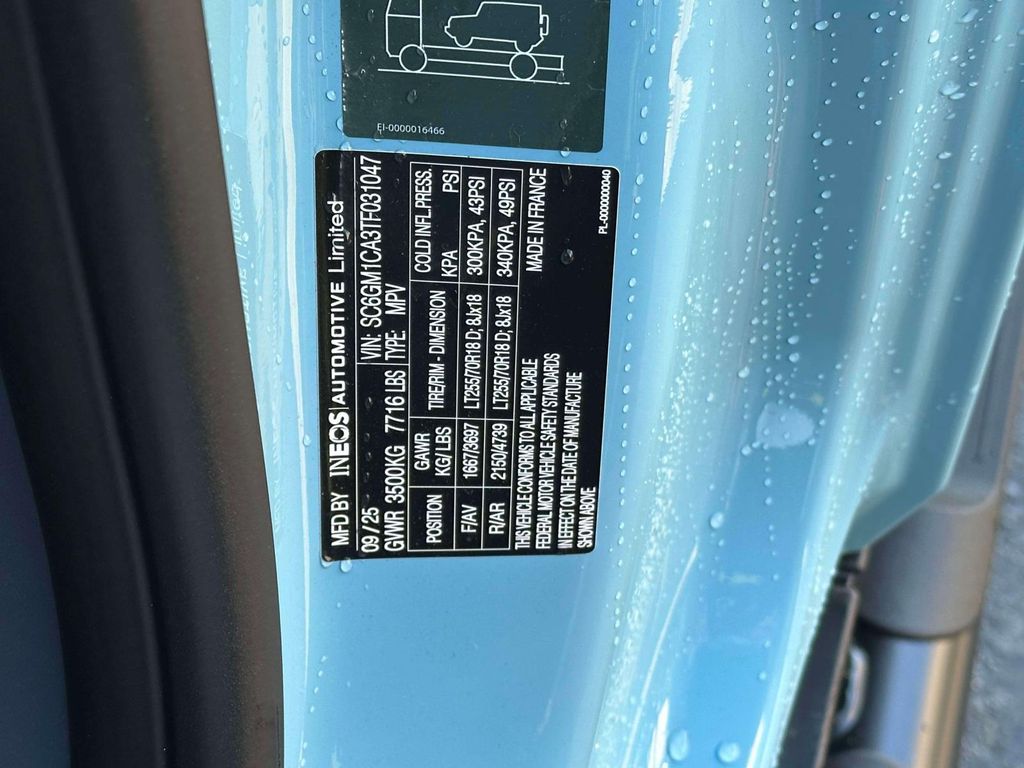 EI-0000016466
MFD BY INEOS AUTOMOTIVE Limited
09 / 25 VIN: SC6GM1CA3TF031047
GVWR 3500KG 7716 LBS TYPE: MPV
POSITION GAWR KG/LBS TIRE/RIM - DIMENSION COLD INFL.PRESS. KPA PSI
F/AV 1667/3697 LT255/70R18 D; 8Jx18 300KPA, 43PSI
R/AR 2150/4739 LT255/70R18 D; 8Jx18 340KPA, 49PSI
THIS VEHICLE CONFORMS TO ALL APPLICABLE
FEDERAL MOTOR VEHICLE SAFETY STANDARDS
IN EFFECT ON THE DATE OF MANUFACTURE
SHOWN ABOVE
MADE IN FRANCE
PL-0000000040